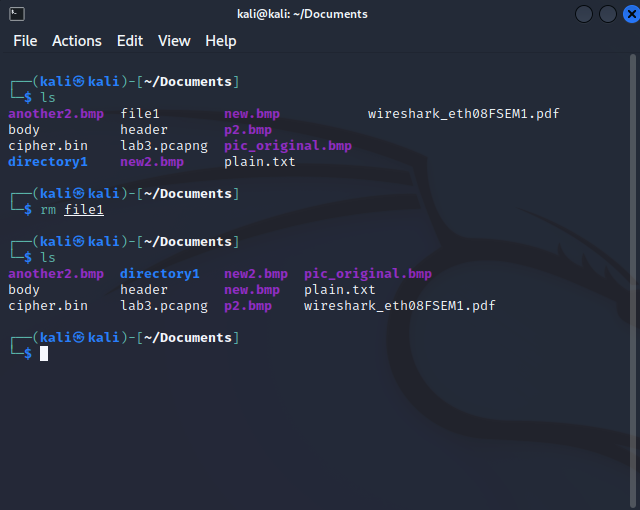 kali@kali: ~/Documents
File Actions Edit View Help
┌──(kali㉿kali)-[~/Documents]
└─$ ls
another2.bmp file1 new.bmp wireshark_eth08FSEM1.pdf
body header p2.bmp
cipher.bin lab3.pcapng pic_original.bmp
directory1 new2.bmp plain.txt
┌──(kali㉿kali)-[~/Documents]
└─$ rm file1
┌──(kali㉿kali)-[~/Documents]
└─$ ls
another2.bmp directory1 new2.bmp pic_original.bmp
body header new.bmp plain.txt
cipher.bin lab3.pcapng p2.bmp wireshark_eth08FSEM1.pdf
┌──(kali㉿kali)-[~/Documents]
└─$